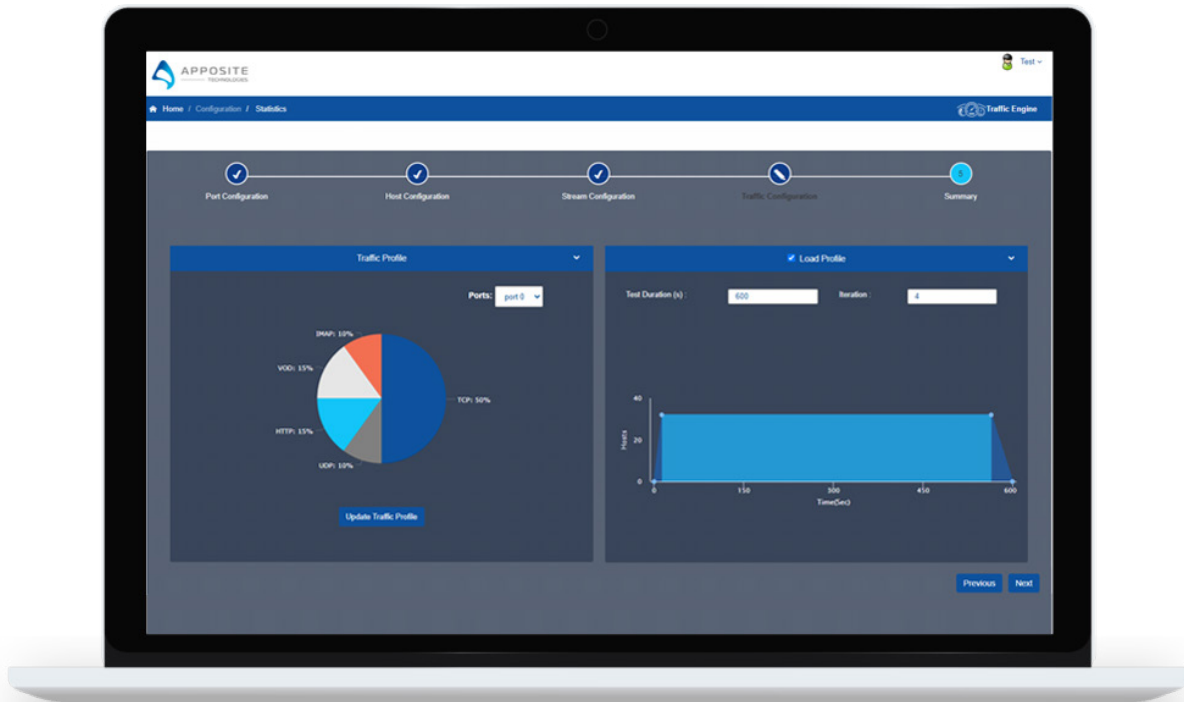 APPOSITE
TECHNOLOGIES
Test
Home / Configuration / Statistics
Traffic Engine
5
Port Configuration
Host Configuration
Stream Configuration
Traffic Configuration
Summary
Traffic Profile
Load Profile
Ports: port 0
Test Duration (s) : 600
Iteration : 4
IMAP: 10%
VOD: 15%
TCP: 50%
HTTP: 15%
UDP: 10%
Update Traffic Profile
40
20
0
Hosts
0 150 300 450 600
Time(Sec)
Previous Next